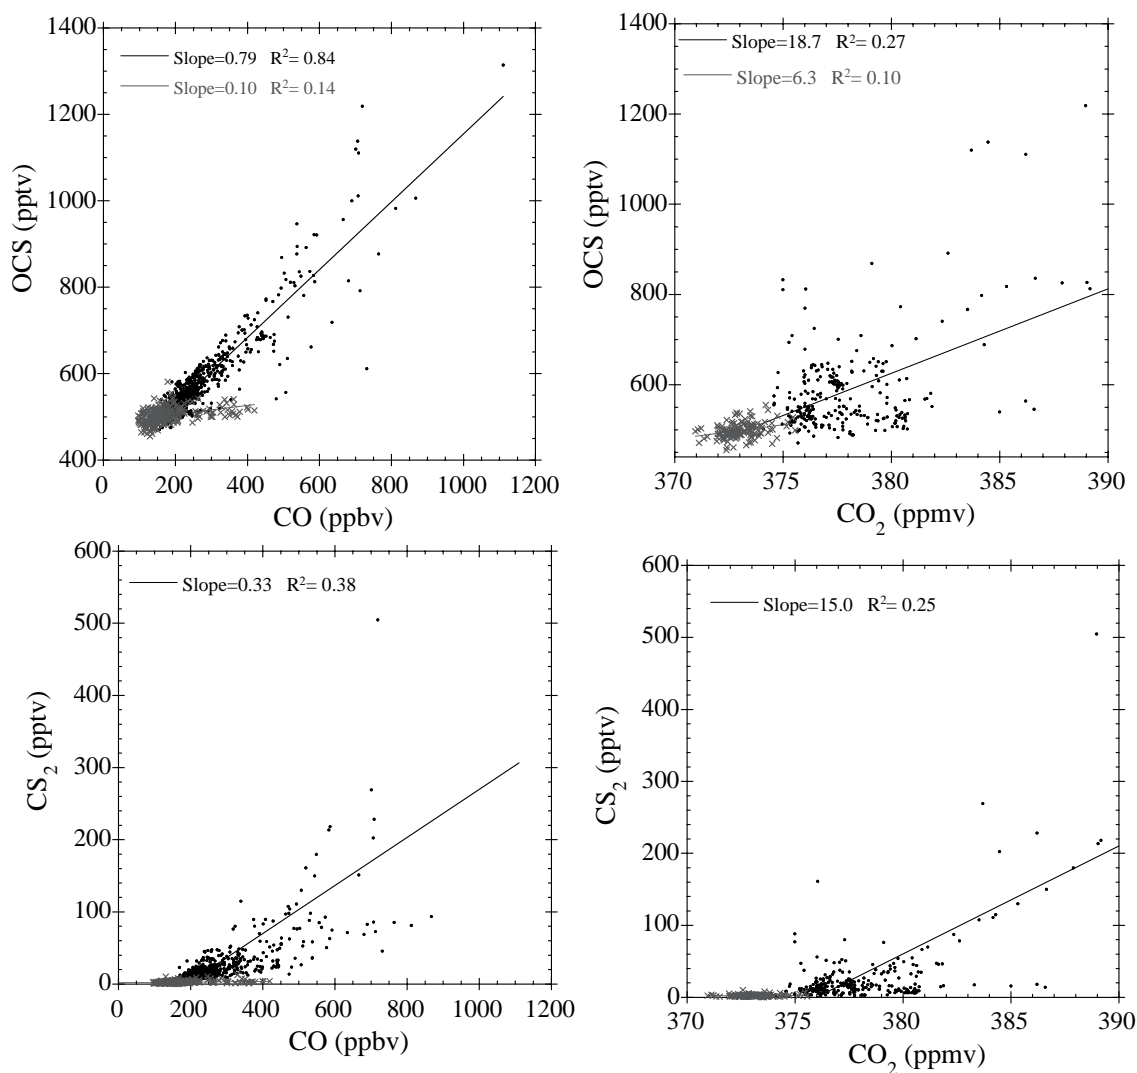 1400
1200
1000
800
600
400
OCS (pptv)
Slope=0.79 R²= 0.84
Slope=0.10 R²= 0.14
0 200 400 600 800 1000 1200
CO (ppbv)
1400
1200
1000
800
600
OCS (pptv)
Slope=18.7 R²= 0.27
Slope=6.3 R²= 0.10
370 375 380 385 390
CO₂ (ppmv)
600
500
400
300
200
100
0
CS₂ (pptv)
Slope=0.33 R²= 0.38
0 200 400 600 800 1000 1200
CO (ppbv)
600
500
400
300
200
100
0
CS₂ (pptv)
Slope=15.0 R²= 0.25
370 375 380 385 390
CO₂ (ppmv)